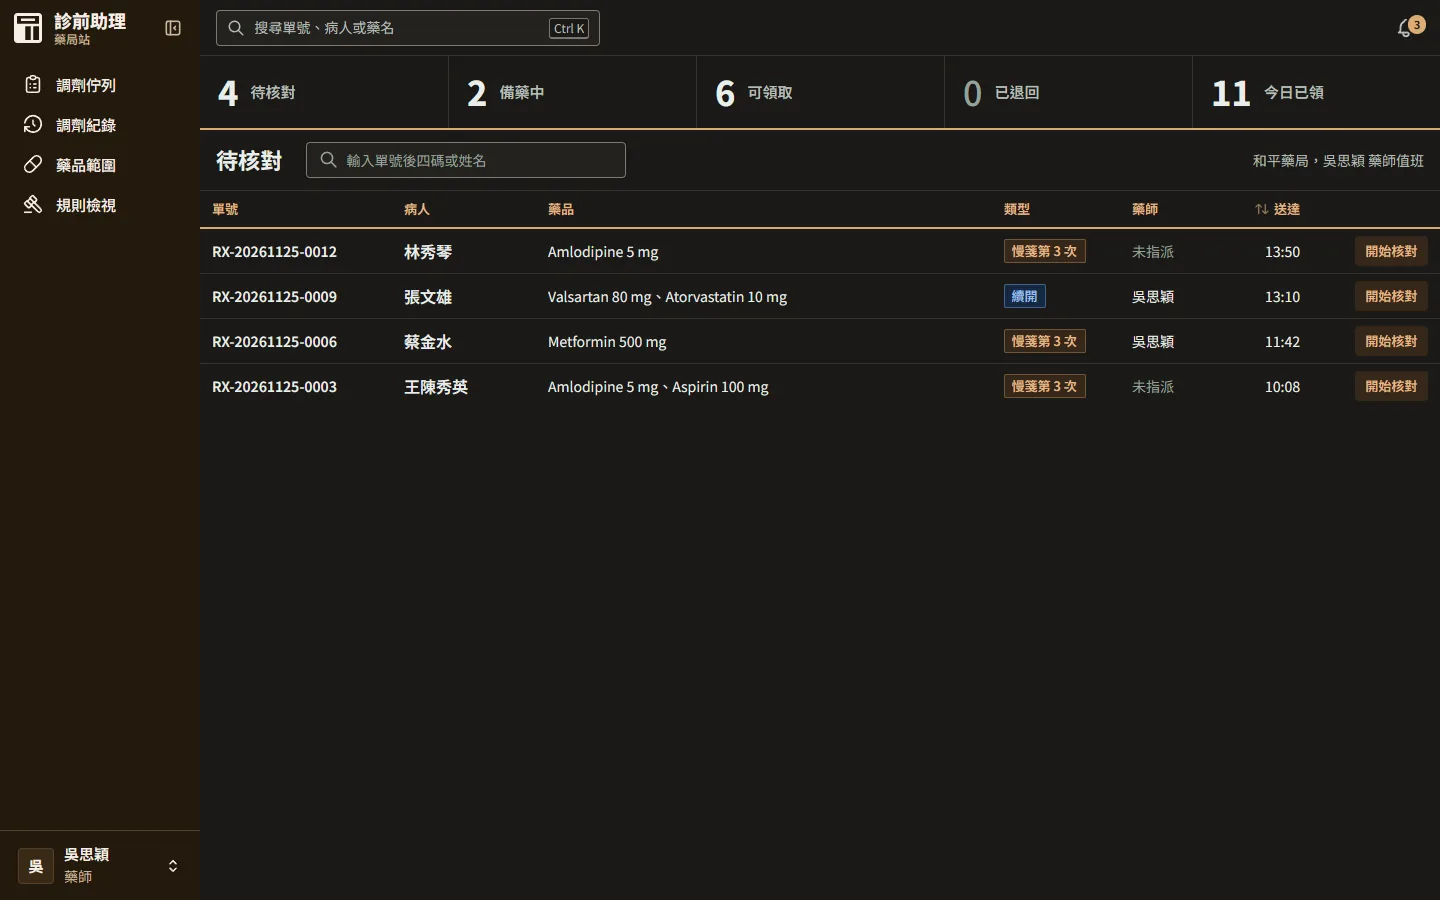 診前助理
藥局站
調劑佇列
調劑紀錄
藥品範圍
規則檢視
吳
吳思穎
藥師
搜尋單號、病人或藥名
Ctrl K
3
4 待核對
2 備藥中
6 可領取
0 已退回
11 今日已領
待核對
輸入單號後四碼或姓名
和平藥局，吳思穎 藥師值班
單號 病人 藥品 類型 藥師 送達
RX-20261125-0012 林秀琴 Amlodipine 5 mg 慢箋第 3 次 未指派 13:50 開始核對
RX-20261125-0009 張文雄 Valsartan 80 mg、Atorvastatin 10 mg 續開 吳思穎 13:10 開始核對
RX-20261125-0006 蔡金水 Metformin 500 mg 慢箋第 3 次 吳思穎 11:42 開始核對
RX-20261125-0003 王陳秀英 Amlodipine 5 mg、Aspirin 100 mg 慢箋第 3 次 未指派 10:08 開始核對